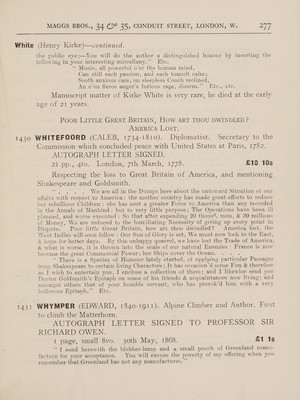 MAGGS BROS., 34 & 35, CONDUIT STREET, LONDON, W. 277
White (Henry Kirke)—continued.
the public eye;—You will do the author a distinguished honour by inserting the
following in your interesting miscellany." Etc.
"Music, all powerful o'er the human mind,
Can still each passion, and each tumult calm;
Sooth anxious care, on sleepless Couch reclined,
An o'en fierce anger's furious rage, disarm." Etc., etc.
Manuscript matter of Kirke White is very rare, he died at the early
age of 21 years.
POOR LITTLE GREAT BRITAIN, HOW ART THOU DWINDLED?
AMERICA LOST.
1430 WHITEFOORD (CALEB, 1734-1810). Diplomatist. Secretary to the
Commission which concluded peace with the United States at Paris, 1782.
AUTOGRAPH LETTER SIGNED.
2½ pp., 4to. London, 7th March, 1778. £10 10s
Respecting the loss to Great Britain of America, and mentioning
Shakespeare and Goldsmith.
". . . . We are all in the Dumps here about the untoward Situation of our
affairs with respect to America: the mother country has made great efforts to reduce
her rebellious Children: she has sent a greater Force to America than any recorded
in the Annals of Mankind: but to very little purpose; The Operations have been ill
planned, and worse executed: So that after expending 20 thousd. men, & 20 millions
of Money, We are reduced to the humiliating Necessity of giving up every point in
Dispute. Poor little Great Britain, how art thou dwindled? America lost, the
West Indies will soon follow: Our Sun of Glory is set, We must now look to the East,
& hope for better days. By this unhappy quarrel, we have lost the Trade of America,
& what is worse, it is thrown into the scale of our natural Enemies: France is now
become the great Commercial Power; her Ships cover the Ocean.
"There is a Species of Humour lately started, of applying particular Passages
from Shakespeare to certain living Characters; It has occasion'd some Fun & therefore
as I wish to entertain you, I enclose a collection of them; and I likewise send you
Doctor Goldsmith's Epitaph on some of his friends & acquaintances now living; and
amongst others that of your humble servant, who has provok'd him with a very
ludicrous Epitaph." Etc.
1431 WHYMPER (EDWARD, 1840-1911). Alpine Climber and Author. First
to climb the Matterhorn.
AUTOGRAPH LETTER SIGNED TO PROFESSOR SIR
RICHARD OWEN.
1 page, small 8vo. 30th May, 1868. £1 1s
"I send herewith the blubber-lamp and a small pouch of Greenland manu-
facture for your acceptance. You will excuse the poverty of my offering when you
remember that Greenland has not any manufactures."